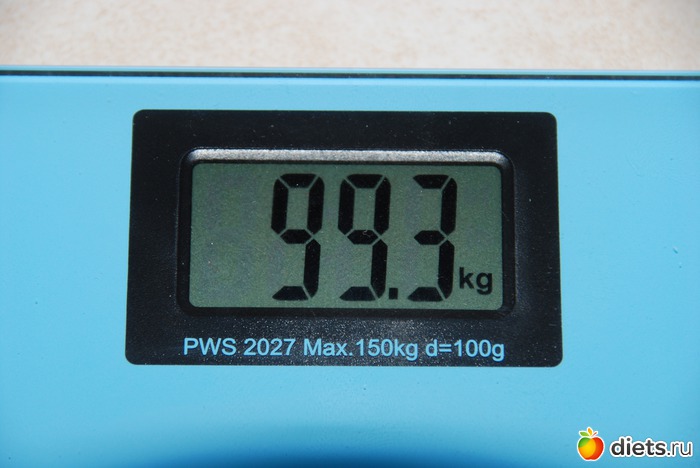 99.3 kg
PWS 2027 Max.150kg d=100g
diets.ru